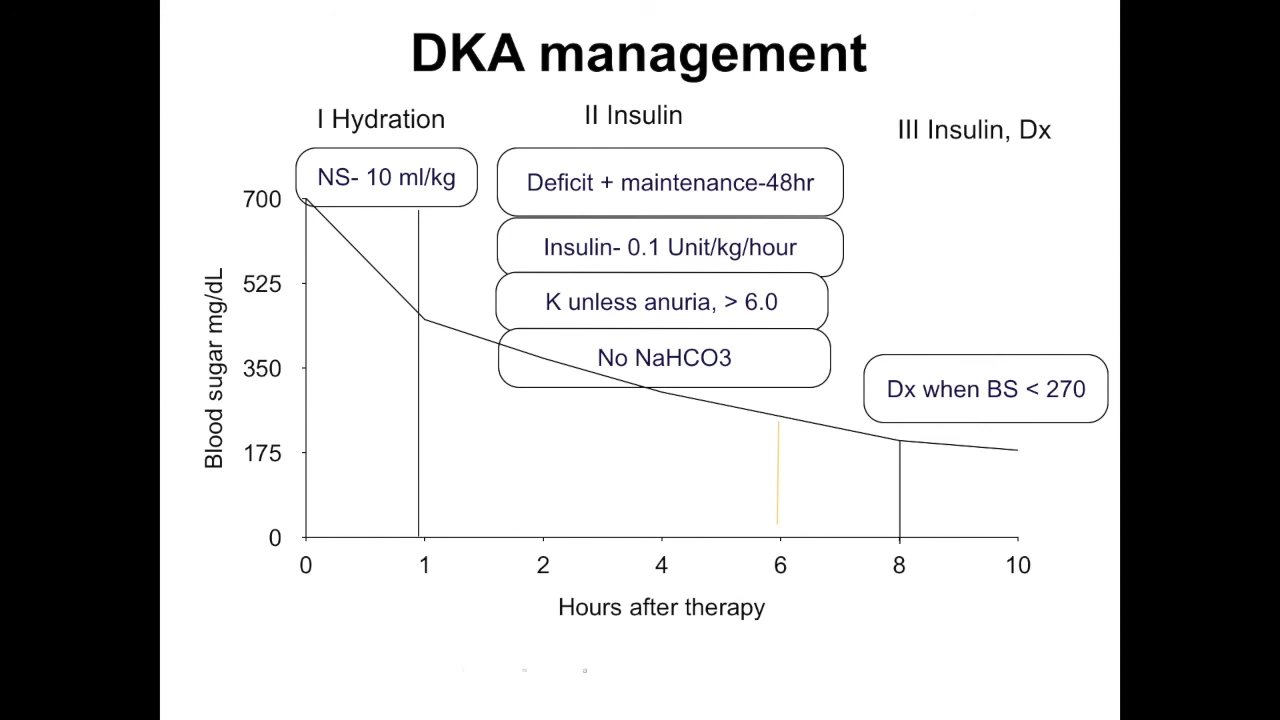 DKA management
I Hydration
II Insulin
III Insulin, Dx
NS- 10 ml/kg
Deficit + maintenance-48hr
Insulin- 0.1 Unit/kg/hour
K unless anuria, > 6.0
No NaHCO3
Dx when BS < 270
Blood sugar mg/dL
700
525
350
175
0
0 1 2 4 6 8 10
Hours after therapy